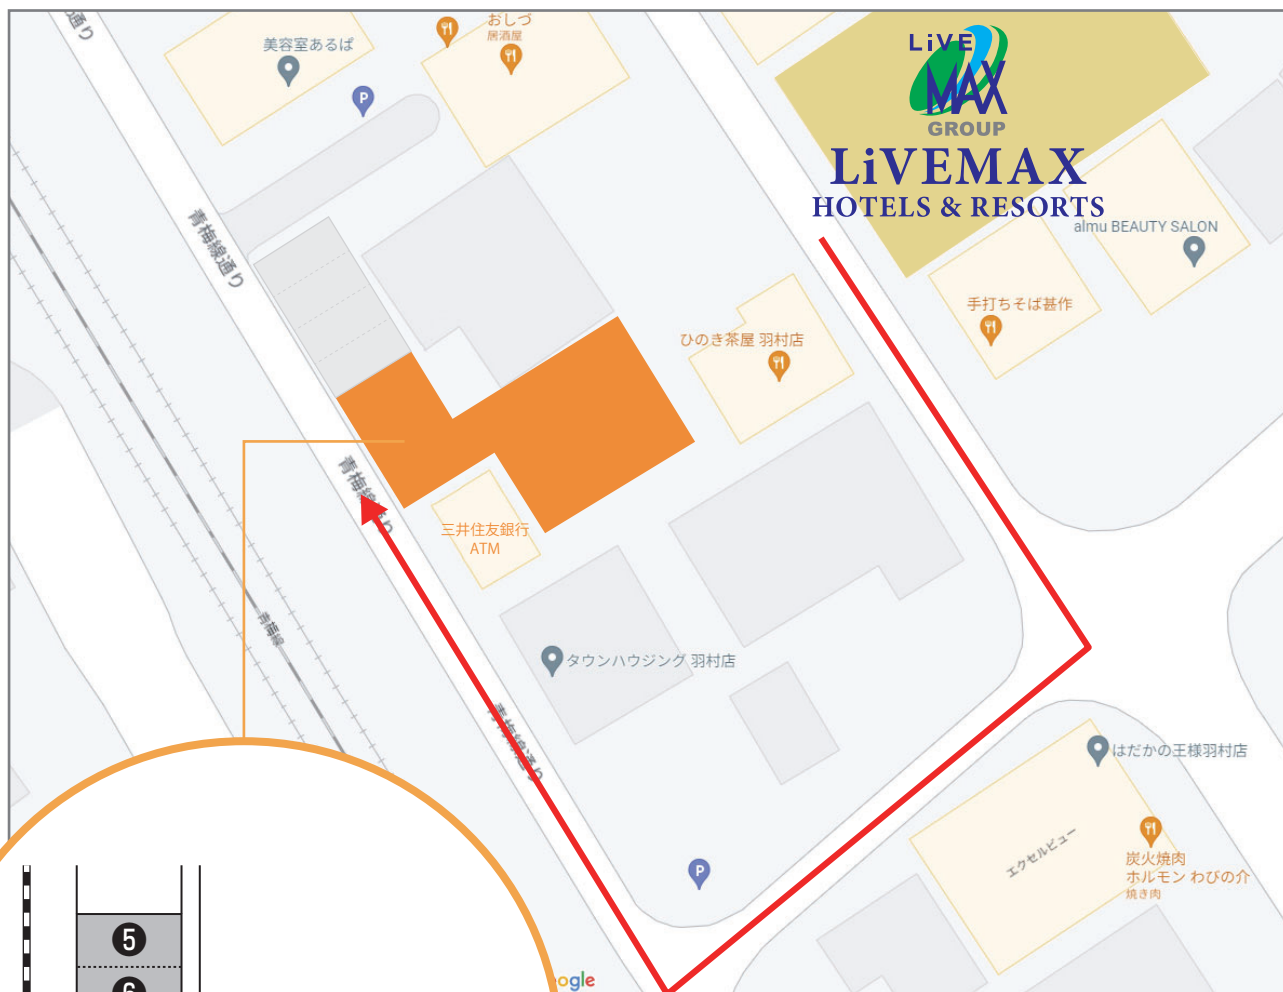 通り
美容室あるぱ
おしづ
居酒屋
P
LiVE
MAX
GROUP
LiVEMAX
HOTELS & RESORTS
almu BEAUTY SALON
青梅線通り
手打ちそば甚作
ひのき茶屋 羽村店
青梅線通り
三井住友銀行
ATM
青梅線
タウンハウジング 羽村店
青梅線通り
はだかの王様羽村店
エクセルビュー
炭火焼肉
ホルモン わびの介
焼き肉
P
5
6
ogle